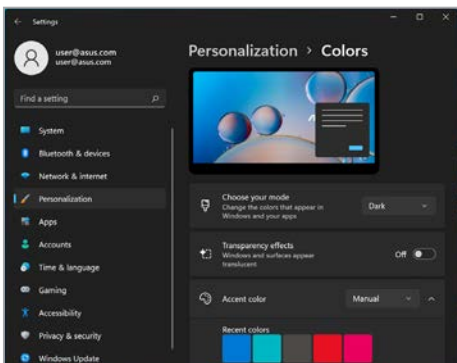 Settings
user@asus.com
user@asus.com
Find a setting
System
Bluetooth & devices
Network & internet
Personalization
Apps
Accounts
Time & language
Gaming
Accessibility
Privacy & security
Windows Update
Personalization > Colors
Choose your mode
Change the colors that appear in
Windows and your apps
Dark
Transparency effects
Windows and surfaces appear
translucent
Off
Accent color
Manual
Recent colors